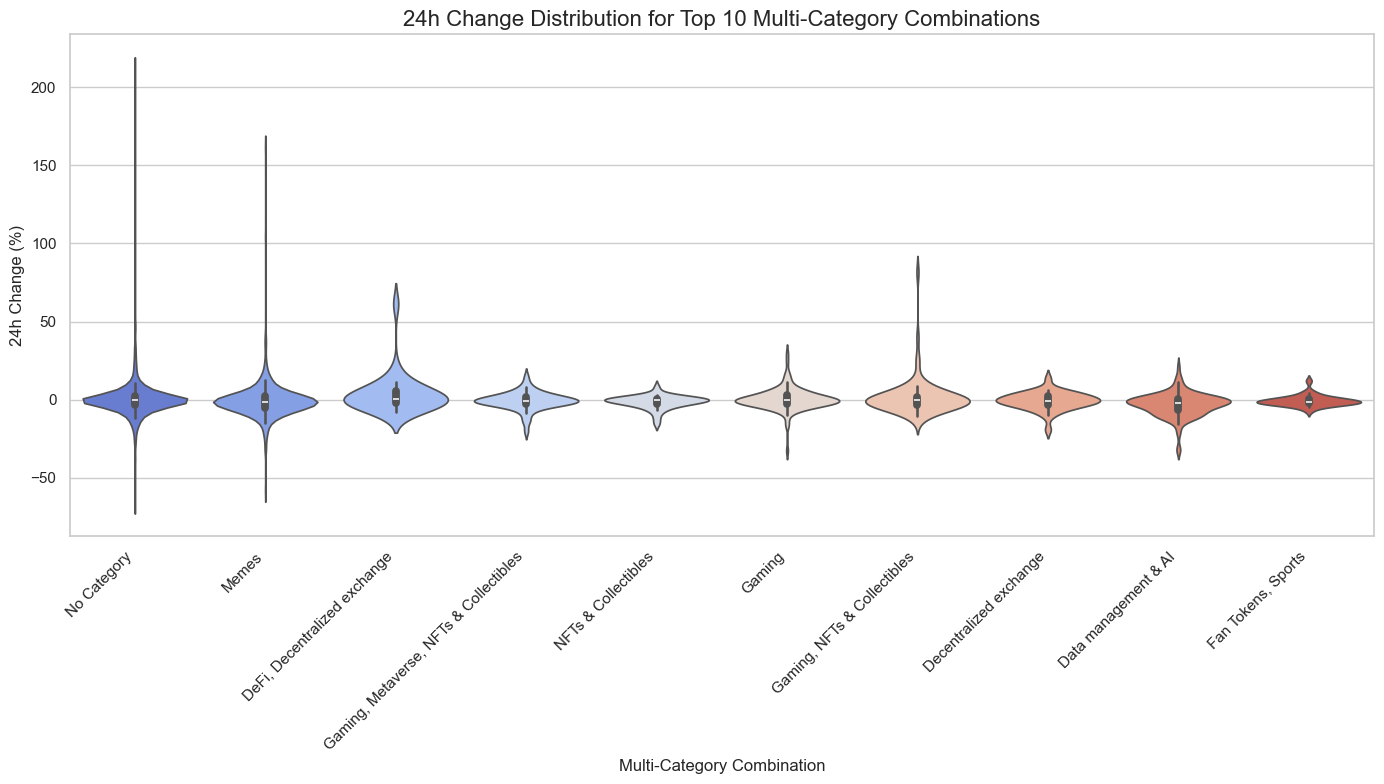 24h Change Distribution for Top 10 Multi-Category Combinations
24h Change (%)
200
150
100
50
0
−50
No Category
Memes
DeFi, Decentralized exchange
Gaming, Metaverse, NFTs & Collectibles
NFTs & Collectibles
Gaming
Gaming, NFTs & Collectibles
Decentralized exchange
Data management & AI
Fan Tokens, Sports
Multi-Category Combination